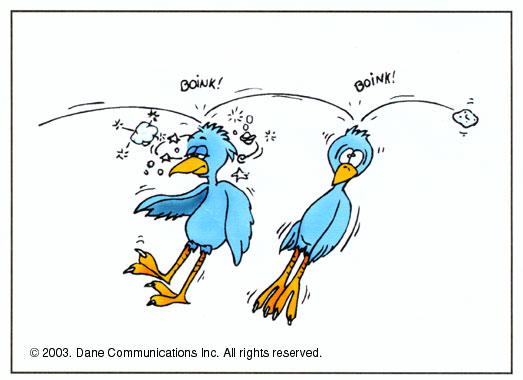 BOINK!
BOINK!
© 2003. Dane Communications Inc. All rights reserved.